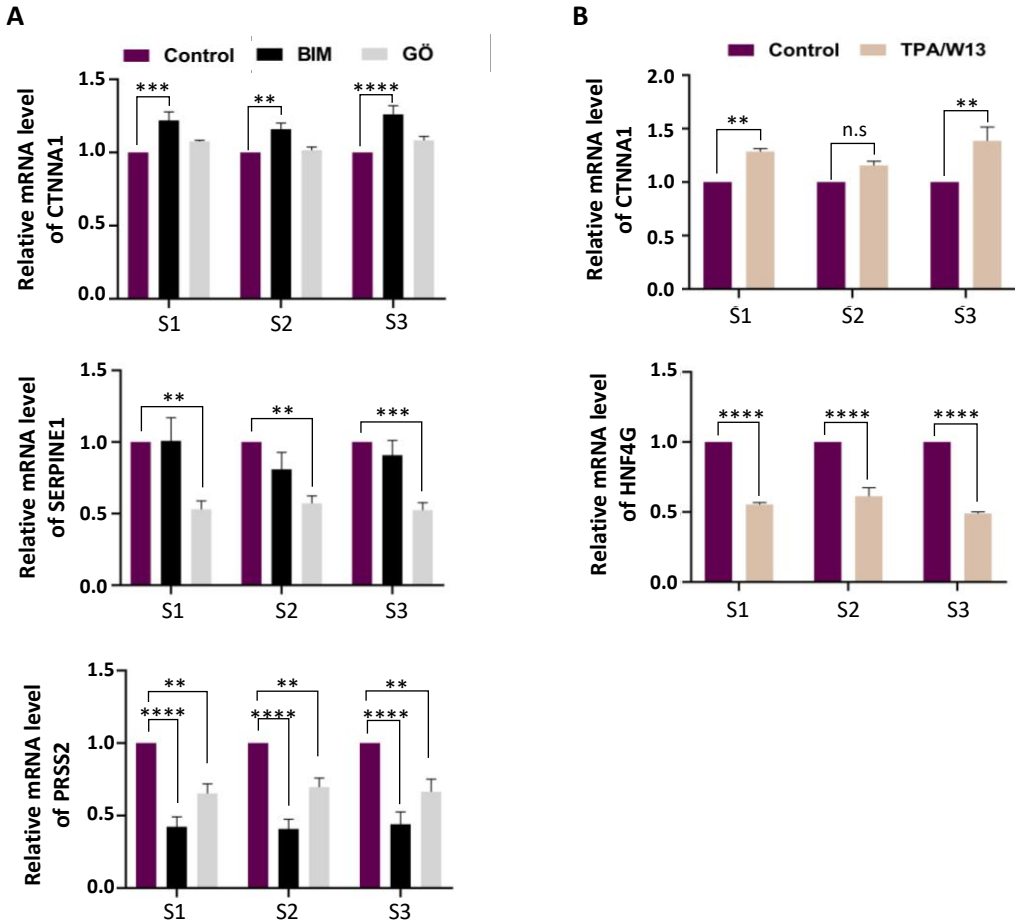 A
Control BIM GÖ
Relative mRNA level
of CTNNA1
1.5
1.0
0.5
0.0
*** ** ****
S1 S2 S3
Relative mRNA level
of SERPINE1
1.5
1.0
0.5
0.0
** ** ***
S1 S2 S3
Relative mRNA level
of PRSS2
1.5
1.0
0.5
0.0
** ** **
**** **** ****
S1 S2 S3
B
Control TPA/W13
Relative mRNA level
of CTNNA1
2.0
1.5
1.0
0.5
0.0
** n.s **
S1 S2 S3
Relative mRNA level
of HNF4G
1.5
1.0
0.5
0.0
**** **** ****
S1 S2 S3